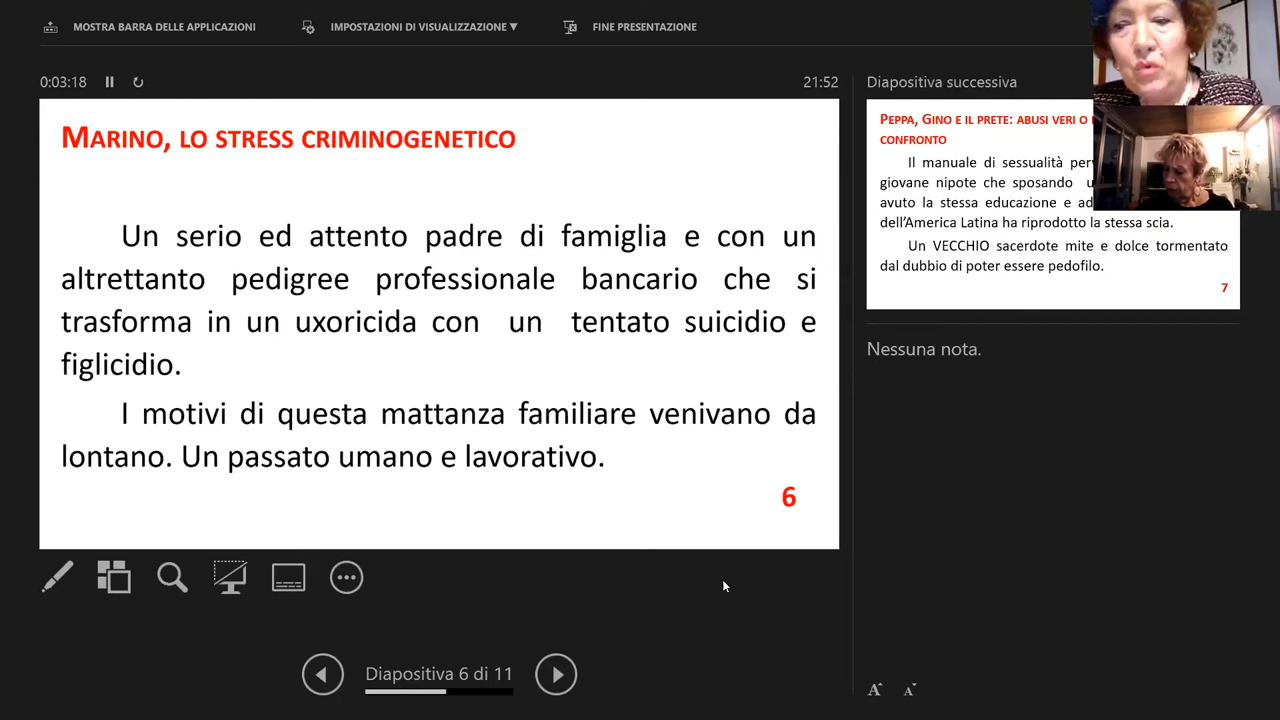 MOSTRA BARRA DELLE APPLICAZIONI
IMPOSTAZIONI DI VISUALIZZAZIONE ▼
FINE PRESENTAZIONE
0:03:18
21:52
MARINO, LO STRESS CRIMINOGENETICO
Un serio ed attento padre di famiglia e con un
altrettanto pedigree professionale bancario che si
trasforma in un uxoricida con un tentato suicidio e
figlicidio.
I motivi di questa mattanza familiare venivano da
lontano. Un passato umano e lavorativo.
6
Diapositiva 6 di 11
Diapositiva successiva
PEPPA, GINO E IL PRETE: ABUSI VERI O
CONFRONTO
Il manuale di sessualità
giovane nipote che sposando
avuto la stessa educazione e
dell'America Latina ha riprodotto la stessa scia.
Un VECCHIO sacerdote mite e dolce tormentato
dal dubbio di poter essere pedofilo.
7
Nessuna nota.
A A